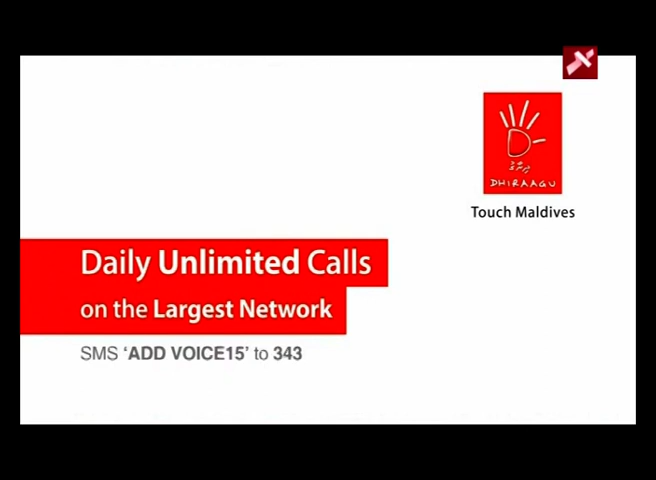 ދިރާގު
DHIRAAGU
Touch Maldives
Daily Unlimited Calls
on the Largest Network
SMS ‘ADD VOICE15’ to 343